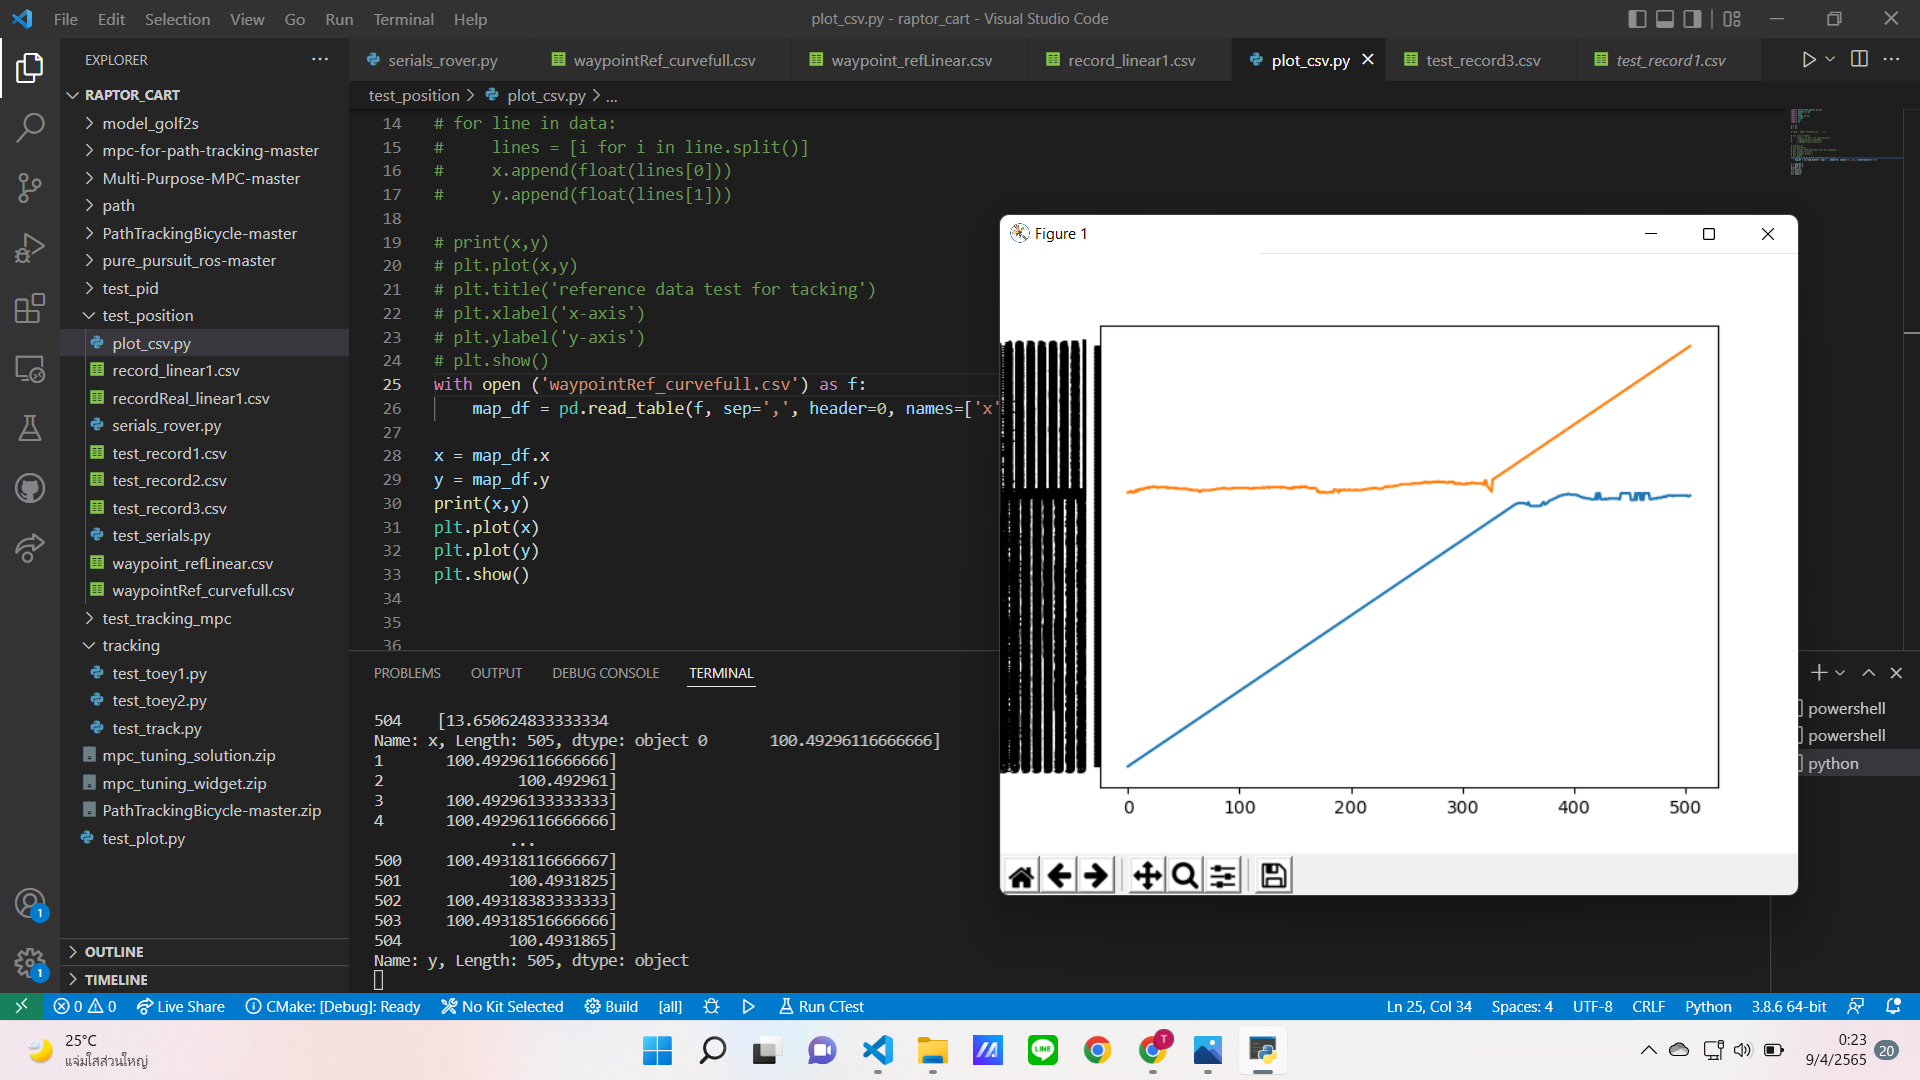 File Edit Selection View Go Run Terminal Help
plot_csv.py - raptor_cart - Visual Studio Code
EXPLORER
RAPTOR_CART
model_golf2s
mpc-for-path-tracking-master
Multi-Purpose-MPC-master
path
PathTrackingBicycle-master
pure_pursuit_ros-master
test_pid
test_position
plot_csv.py
record_linear1.csv
recordReal_linear1.csv
serials_rover.py
test_record1.csv
test_record2.csv
test_record3.csv
test_serials.py
waypoint_refLinear.csv
waypointRef_curvefull.csv
test_tracking_mpc
tracking
test_toey1.py
test_toey2.py
test_track.py
mpc_tuning_solution.zip
mpc_tuning_widget.zip
PathTrackingBicycle-master.zip
test_plot.py
OUTLINE
TIMELINE
1
1
serials_rover.py waypointRef_curvefull.csv waypoint_refLinear.csv record_linear1.csv plot_csv.py test_record3.csv test_record1.csv
test_position > plot_csv.py > ...
14 # for line in data:
15 #     lines = [i for i in line.split()]
16 #     x.append(float(lines[0]))
17 #     y.append(float(lines[1]))
18
19 # print(x,y)
20 # plt.plot(x,y)
21 # plt.title('reference data test for tacking')
22 # plt.xlabel('x-axis')
23 # plt.ylabel('y-axis')
24 # plt.show()
25 with open ('waypointRef_curvefull.csv') as f:
26     map_df = pd.read_table(f, sep=',', header=0, names=['x'
27
28 x = map_df.x
29 y = map_df.y
30 print(x,y)
31 plt.plot(x)
32 plt.plot(y)
33 plt.show()
34
35
36
Figure 1
0 100 200 300 400 500
PROBLEMS OUTPUT DEBUG CONSOLE TERMINAL
504 [13.650624833333334
Name: x, Length: 505, dtype: object 0 100.49296116666666]
1 100.49296116666666]
2 100.492961]
3 100.49296133333333]
4 100.49296116666666]
...
500 100.49318116666667]
501 100.4931825]
502 100.49318383333333]
503 100.49318516666666]
504 100.4931865]
Name: y, Length: 505, dtype: object
powershell
powershell
python
0 0 Live Share CMake: [Debug]: Ready No Kit Selected Build [all] Run CTest
Ln 25, Col 34 Spaces: 4 UTF-8 CRLF Python 3.8.6 64-bit
25°C
แจ่มใสส่วนใหญ่
LINE
T
0:23
9/4/2565
20